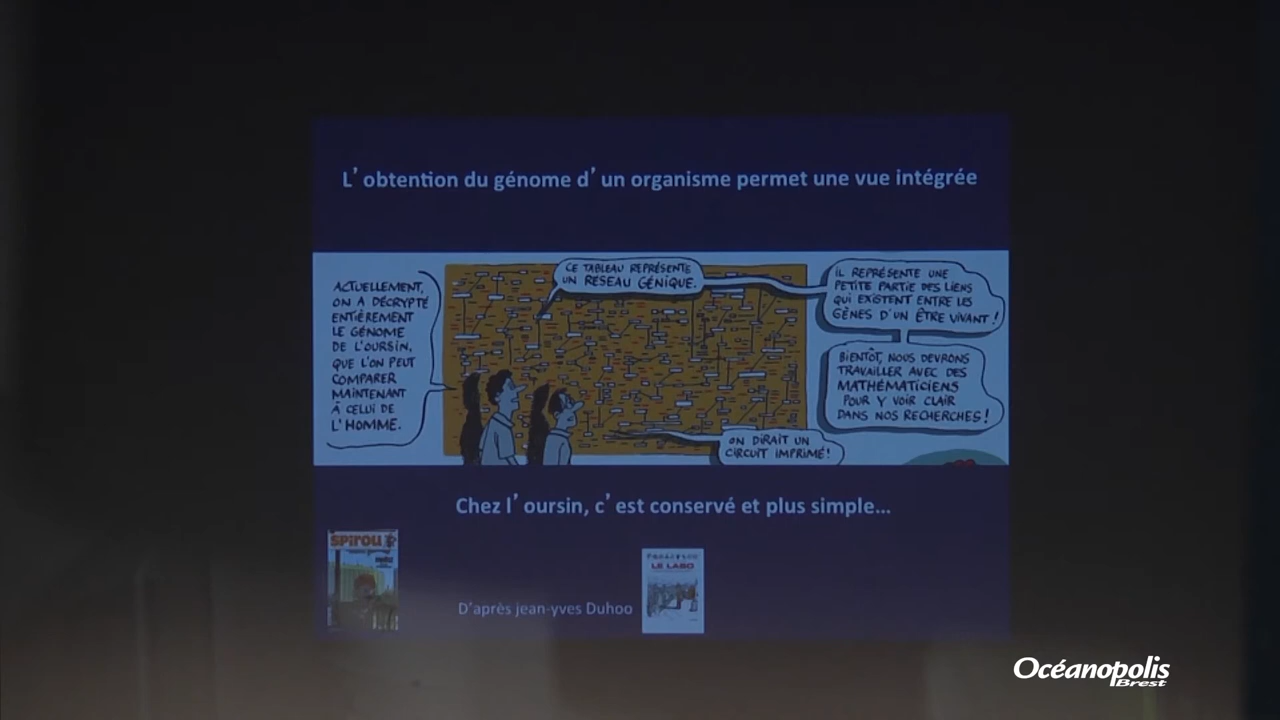 L’obtention du génome d’un organisme permet une vue intégrée
ACTUELLEMENT,
ON A DÉCRYPTÉ
ENTIÈREMENT
LE GÉNOME
DE L'OURSIN,
QUE L'ON PEUT
COMPARER
MAINTENANT
À CELUI DE
L'HOMME.
CE TABLEAU REPRÉSENTE
UN RESEAU GÉNIQUE.
IL REPRÉSENTE UNE
PETITE PARTIE DES LIENS
QUI EXISTENT ENTRE LES
GÈNES D'UN ÊTRE VIVANT !
BIENTÔT, NOUS DEVRONS
TRAVAILLER AVEC DES
MATHÉMATICIENS
POUR Y VOIR CLAIR
DANS NOS RECHERCHES !
ON DIRAIT UN
CIRCUIT IMPRIMÉ !
Chez l’oursin, c’est conservé et plus simple...
SPIROU
LE LABO
D'après jean-yves Duhoo
Océanopolis
Brest